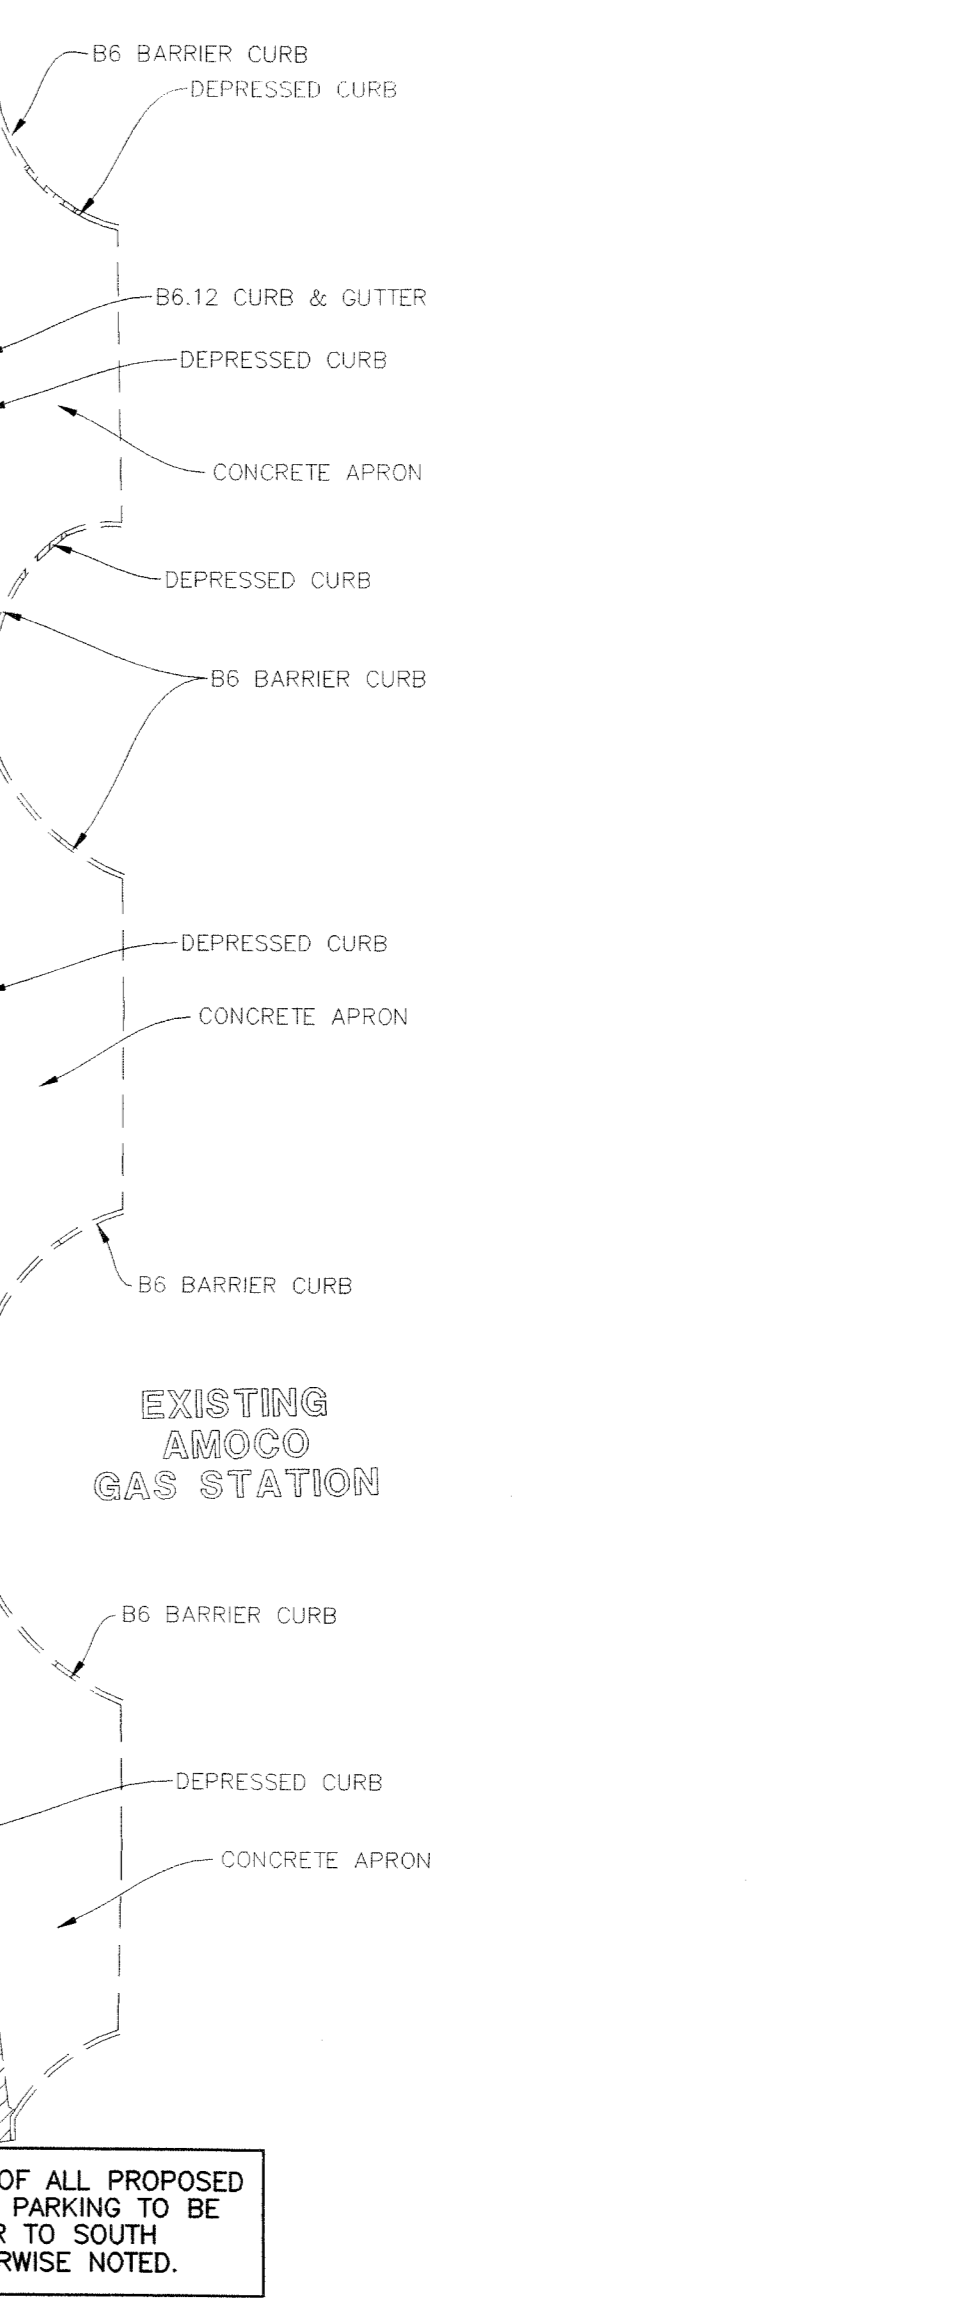 B6 BARRIER CURB
DEPRESSED CURB
B6.12 CURB & GUTTER
DEPRESSED CURB
CONCRETE APRON
DEPRESSED CURB
B6 BARRIER CURB
DEPRESSED CURB
CONCRETE APRON
B6 BARRIER CURB
EXISTING
AMOCO
GAS STATION
B6 BARRIER CURB
DEPRESSED CURB
CONCRETE APRON
OF ALL PROPOSED
PARKING TO BE
R TO SOUTH
RWISE NOTED.